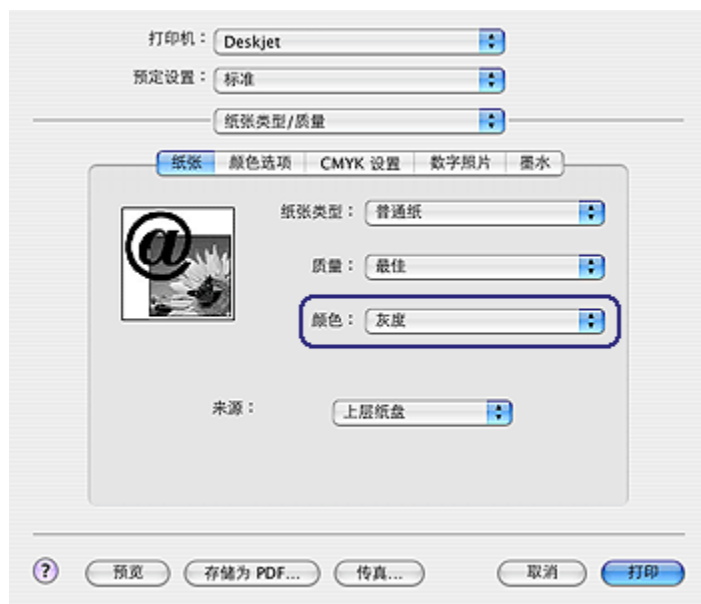 打印机： Deskjet
预定设置： 标准
纸张类型/质量
纸张 颜色选项 CMYK 设置 数字照片 墨水
纸张类型： 普通纸
@
质量： 最佳
颜色： 灰度
来源： 上层纸盘
? 预览 存储为 PDF... 传真... 取消 打印